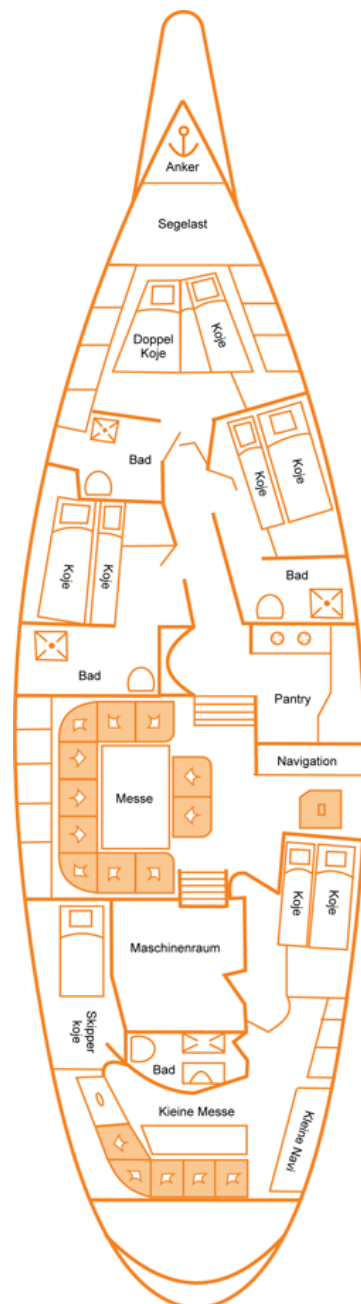 Anker
Segelast
Doppel
Koje
Koje
Bad
Koje
Koje
Koje
Koje
Bad
Bad
Pantry
Navigation
Messe
Koje
Koje
Maschinenraum
Skipper
koje
Bad
Kieine Messe
Kleine Navi